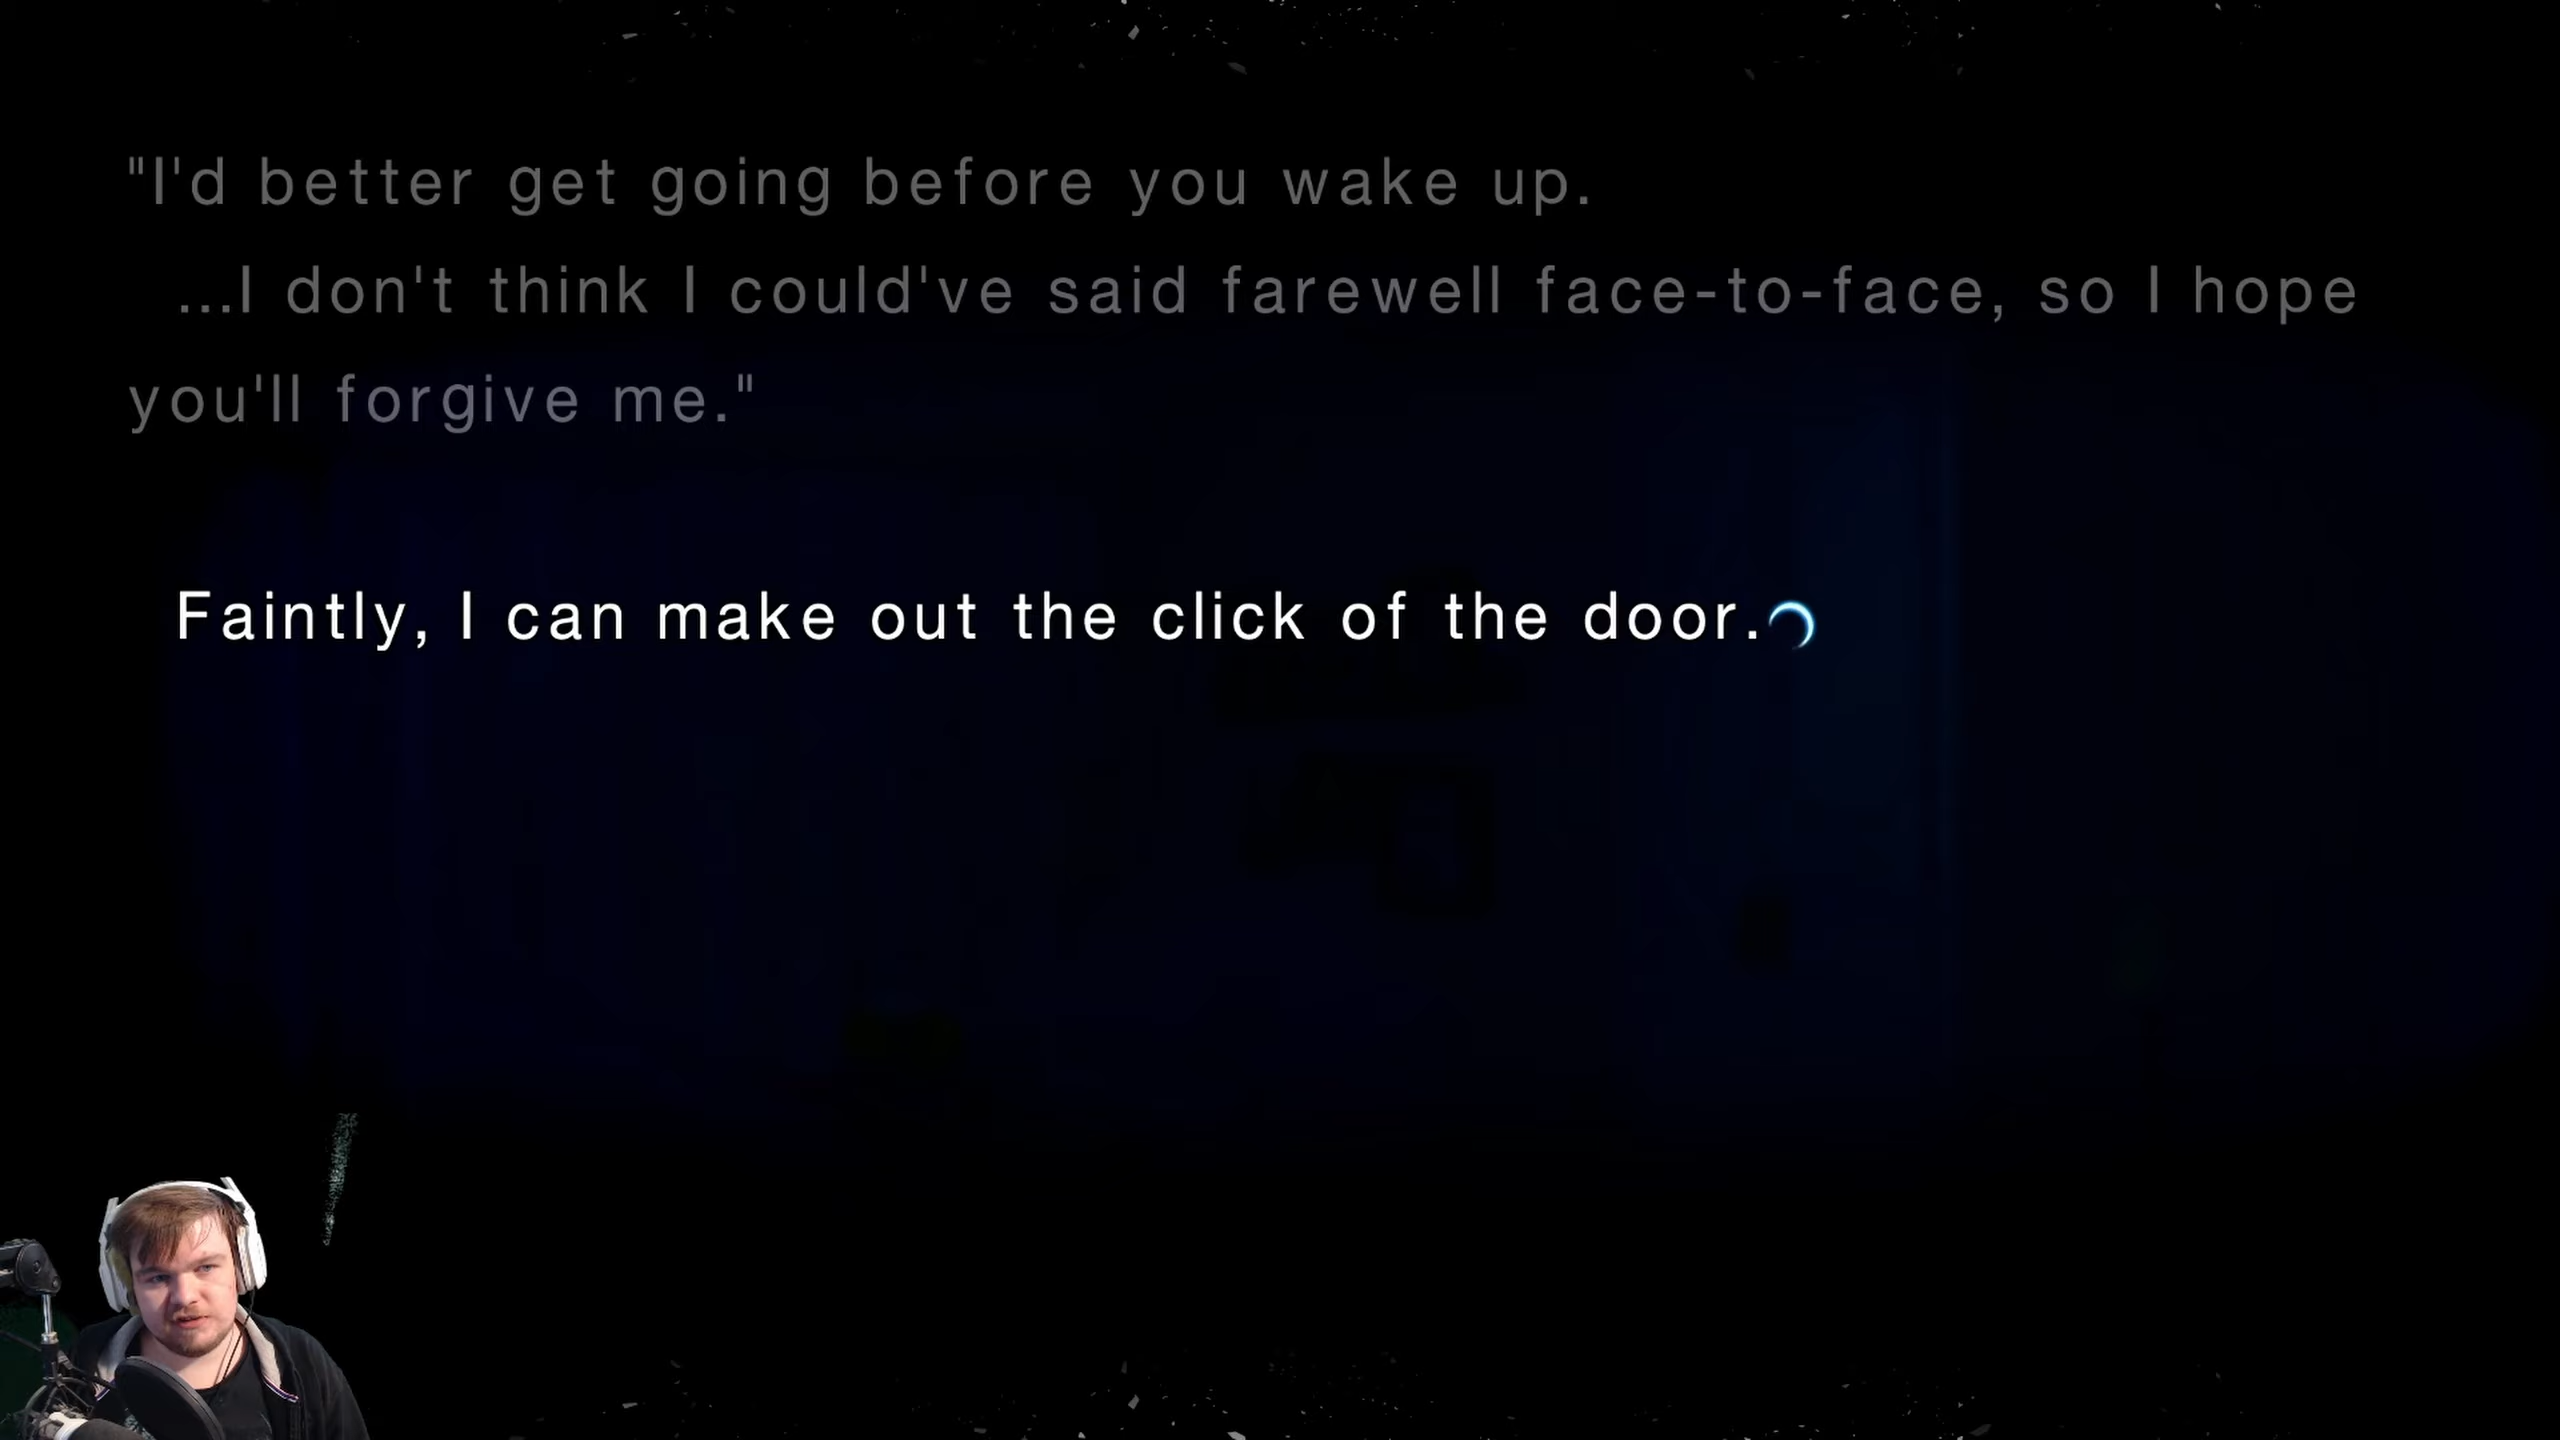 "I'd better get going before you wake up.
...I don't think I could've said farewell face-to-face, so I hope
you'll forgive me."
Faintly, I can make out the click of the door.